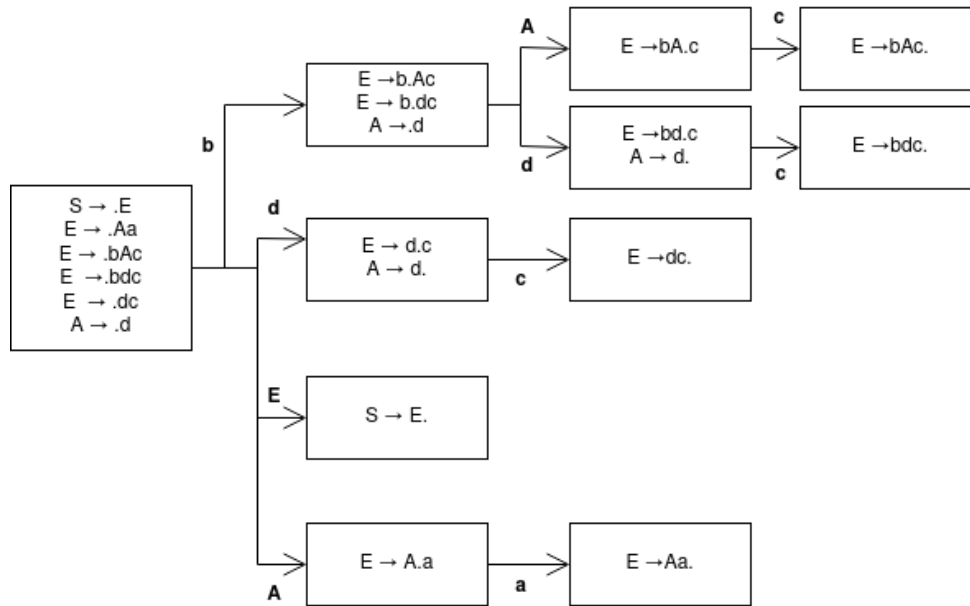 S → .E
E → .Aa
E → .bAc
E →.bdc
E → .dc
A → .d
b
E →b.Ac
E → b.dc
A →.d
A
E →bA.c
c
E →bAc.
d
E →bd.c
A → d.
c
E →bdc.
d
E → d.c
A → d.
c
E →dc.
E
S → E.
A
E → A.a
a
E →Aa.